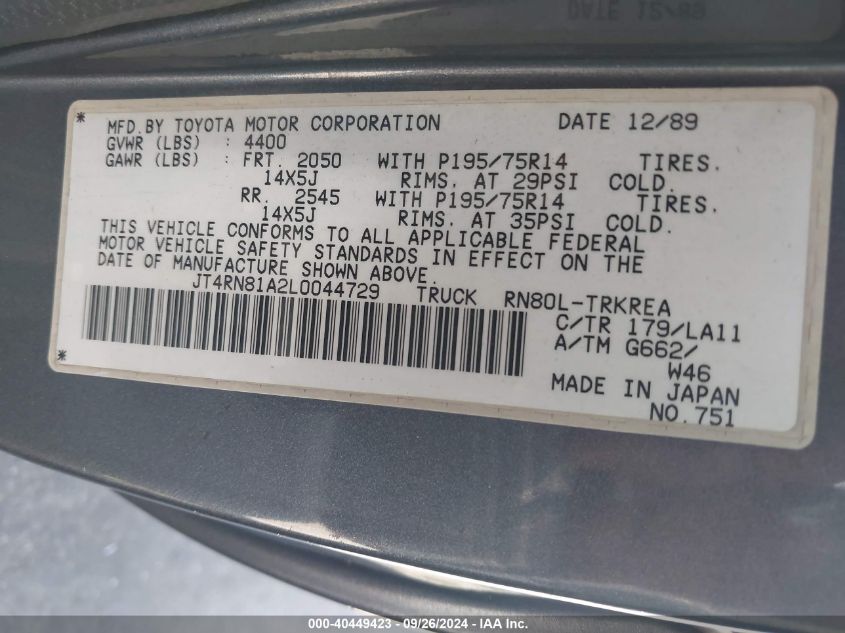 DATE 12/89
* MFD.BY TOYOTA MOTOR CORPORATION DATE 12/89
GVWR (LBS) : 4400
GAWR (LBS) : FRT. 2050 WITH P195/75R14 TIRES.
14X5J RIMS. AT 29PSI COLD.
RR. 2545 WITH P195/75R14 TIRES.
14X5J RIMS. AT 35PSI COLD.
THIS VEHICLE CONFORMS TO ALL APPLICABLE FEDERAL
MOTOR VEHICLE SAFETY STANDARDS IN EFFECT ON THE
DATE OF MANUFACTURE SHOWN ABOVE.
JT4RN81A2L0044729 TRUCK RN80L-TRKREA
C/TR 179/LA11
A/TM G662/
* W46
MADE IN JAPAN
NO.751
000-40449423 - 09/26/2024 - IAA Inc.